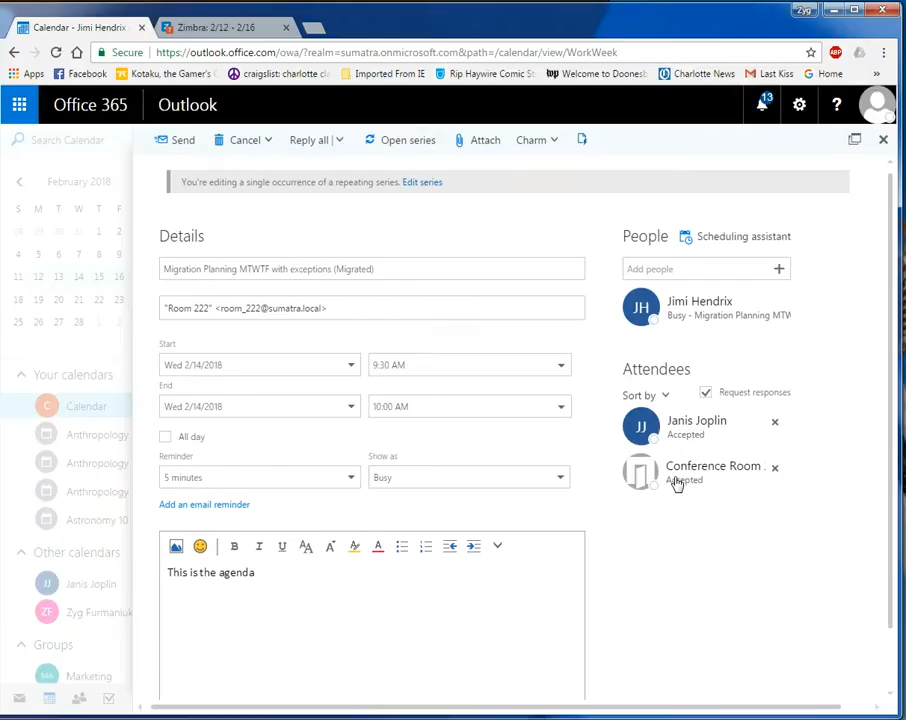 Zyg
Calendar - Jimi Hendrix - ×
Zimbra: 2/12 - 2/16 ×
Secure | https://outlook.office.com/owa/?realm=sumatra.onmicrosoft.com&path=/calendar/view/WorkWeek
Apps Facebook Kotaku, the Gamer's craigslist: charlotte cla Imported From IE Rip Haywire Comic St Welcome to Doonesb Charlotte News Last Kiss Home »
Office 365 Outlook 13 ?
Search Calendar Send Cancel Reply all Open series Attach Charm
February 2018
You're editing a single occurrence of a repeating series. Edit series
S M T W T F
28 29 30 31 1 2
4 5 6 7 8 9
11 12 13 14 15 16
18 19 20 21 22 23
25 26 27 28 1 2
Your calendars
C Calendar
Anthropology
Anthropology
Anthropology
Astronomy 10
Other calendars
JJ Janis Joplin
ZF Zyg Furmaniuk
Groups
MA Marketing
Details
Migration Planning MTWTF with exceptions (Migrated)
"Room 222" <room_222@sumatra.local>
Start
Wed 2/14/2018 9:30 AM
End
Wed 2/14/2018 10:00 AM
All day
Reminder Show as
5 minutes Busy
Add an email reminder
B I U AA A A
This is the agenda
People Scheduling assistant
Add people
JH Jimi Hendrix
Busy - Migration Planning MTW
Attendees
Sort by Request responses
JJ Janis Joplin
Accepted
Conference Room .
Accepted